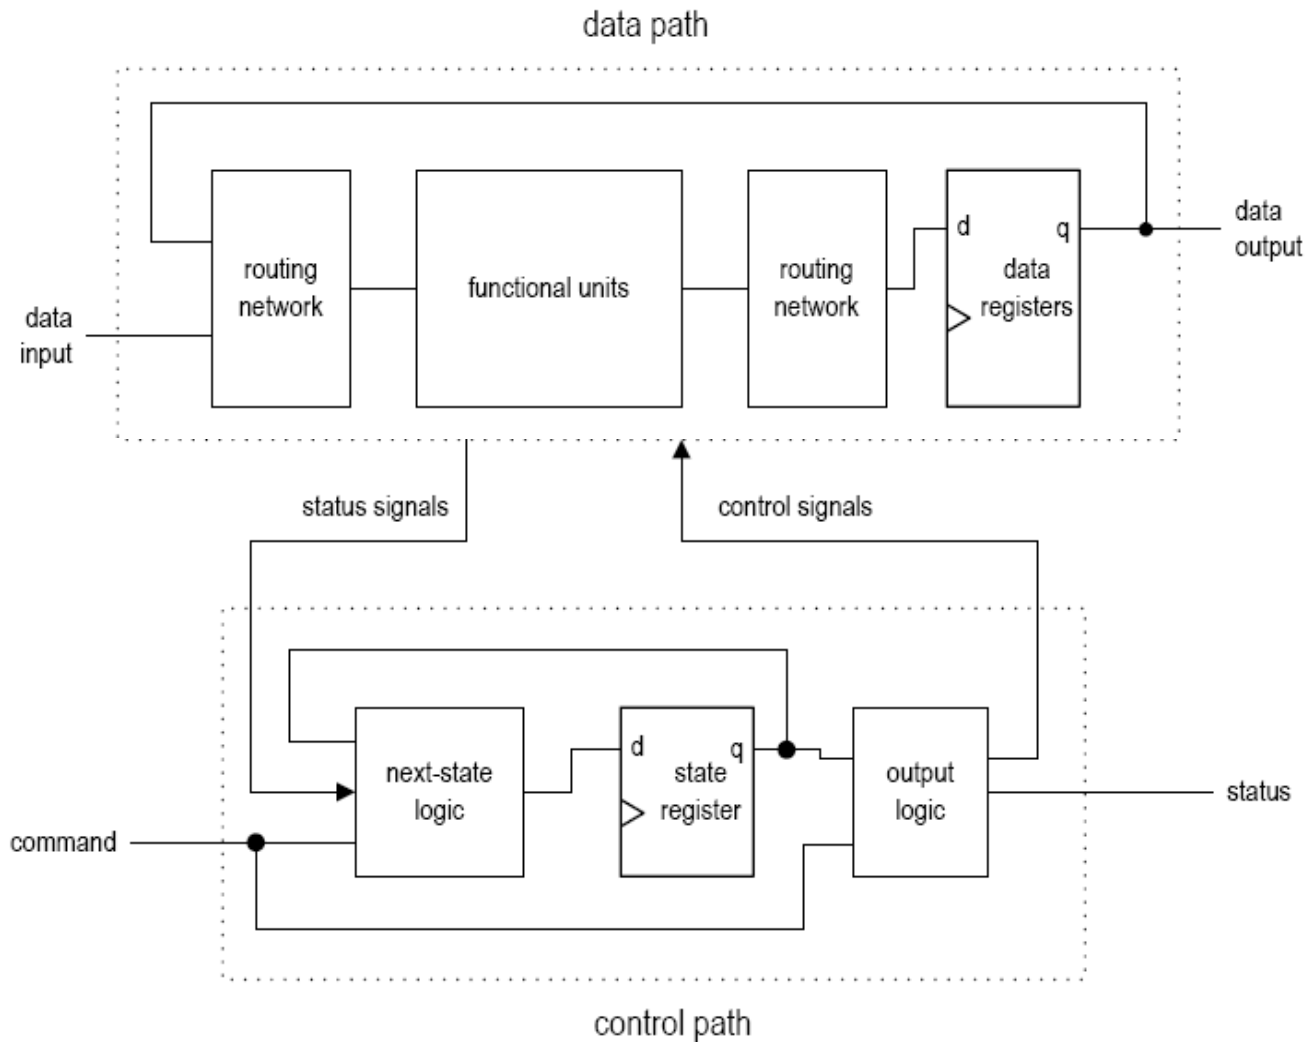 data path
routing
network
functional units
routing
network
d
q
data
registers
data
output
data
input
status signals
control signals
next-state
logic
d
q
state
register
output
logic
status
command
control path